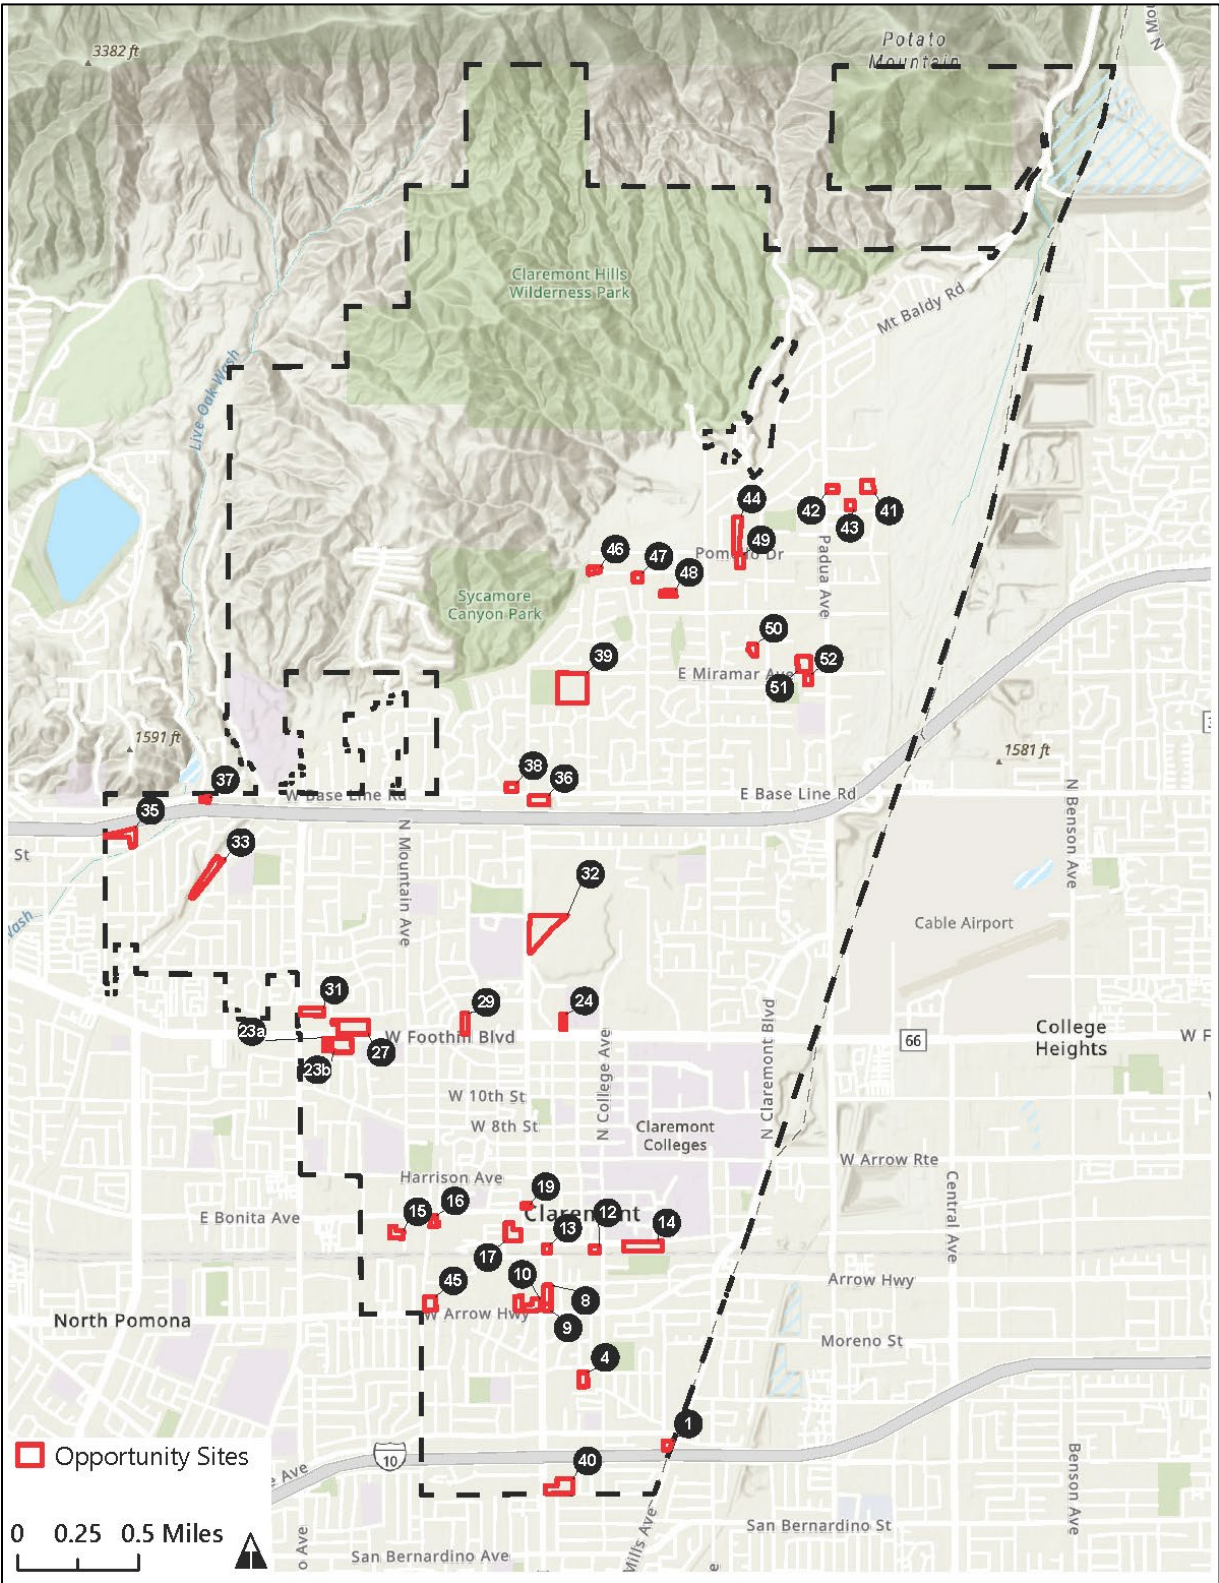 3382 ft
Potato
Mountain
Claremont Hills
Wilderness Park
Mt Baldy Rd
Live Oak Wash
44
42
41
43
49
Pom
Dr
46
47
48
Padua Ave
Sycamore
Canyon Park
50
39
52
E Miramar Ave
51
1591 ft
1581 ft
38
37
36
W Base Line Rd
E Base Line Rd
N Benson Ave
35
33
St
N Mountain Ave
32
Wash
Cable Airport
31
29
24
23a
W Foothill Blvd
27
23b
N College Ave
N Claremont Blvd
66
College
Heights
W F
W 10th St
W 8th St
Claremont
Colleges
W Arrow Rte
Harrison Ave
Central Ave
19
15
16
Claremont
E Bonita Ave
13
12
14
17
10
45
8
Arrow Hwy
W Arrow Hwy
9
North Pomona
Moreno St
4
1
Opportunity Sites
10
40
e Ave
Benson Ave
San Bernardino St
0 0.25 0.5 Miles
o Ave
San Bernardino Ave
Mills Ave
e